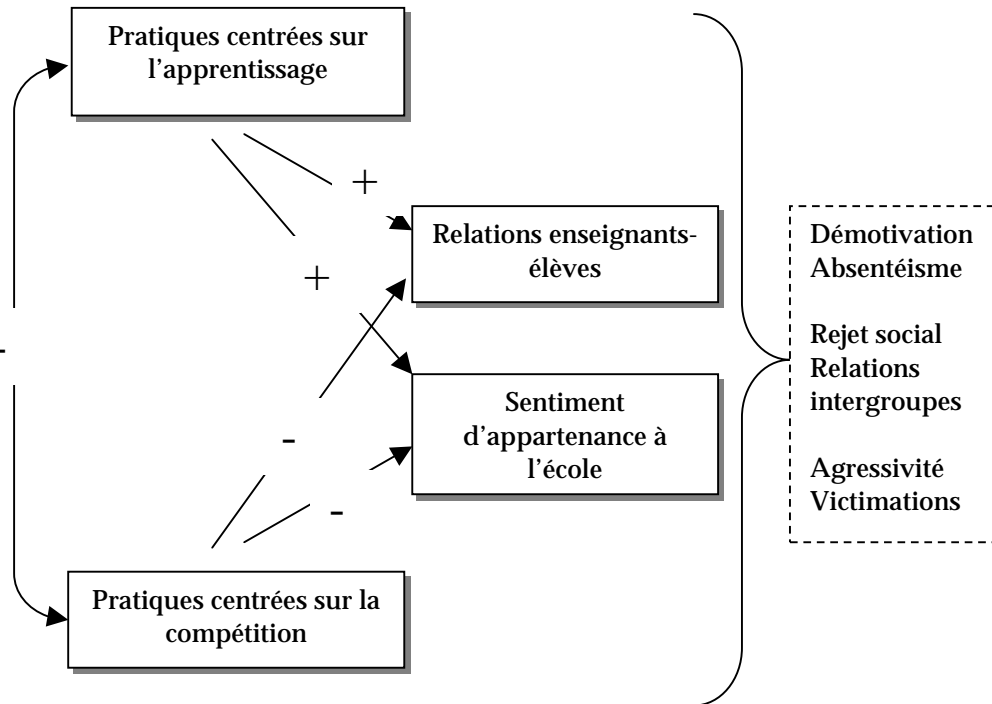 Pratiques centrées sur
l'apprentissage
+
Relations enseignants-
élèves
+
-
Sentiment
d'appartenance à
l'école
-
-
Pratiques centrées sur la
compétition
Démotivation
Absentéisme
Rejet social
Relations
intergroupes
Agressivité
Victimations